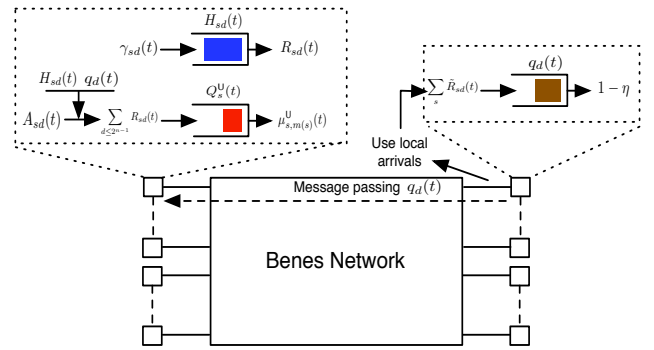 H_{sd}(t)
γ_{sd}(t) R_{sd}(t)
H_{sd}(t) q_d(t) Q_s^U(t)
A_{sd}(t) ∑_{d≤2^{n−1}} R_{sd}(t) μ^U_{s,m(s)}(t)
q_d(t)
∑_s R̃_{sd}(t) 1 − η
Use local
arrivals
Message passing q_d(t)
Benes Network